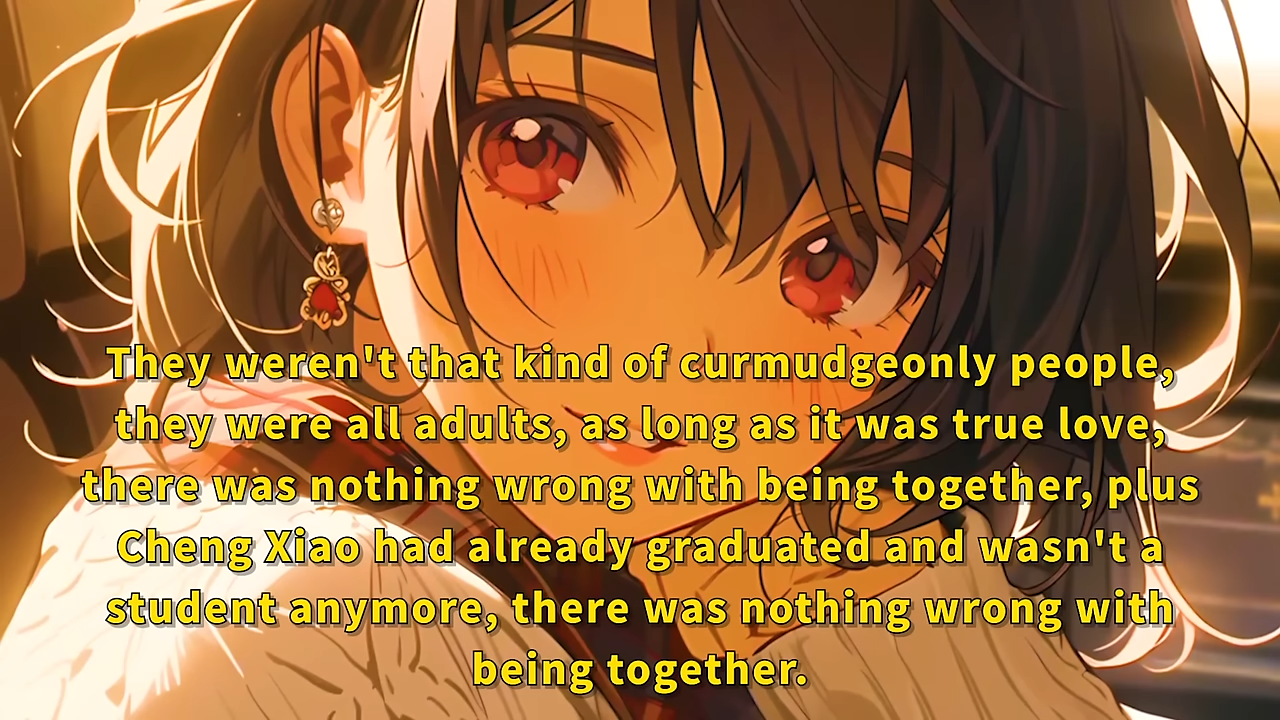 They weren't that kind of curmudgeonly people,
they were all adults, as long as it was true love,
there was nothing wrong with being together, plus
Cheng Xiao had already graduated and wasn't a
student anymore, there was nothing wrong with
being together.